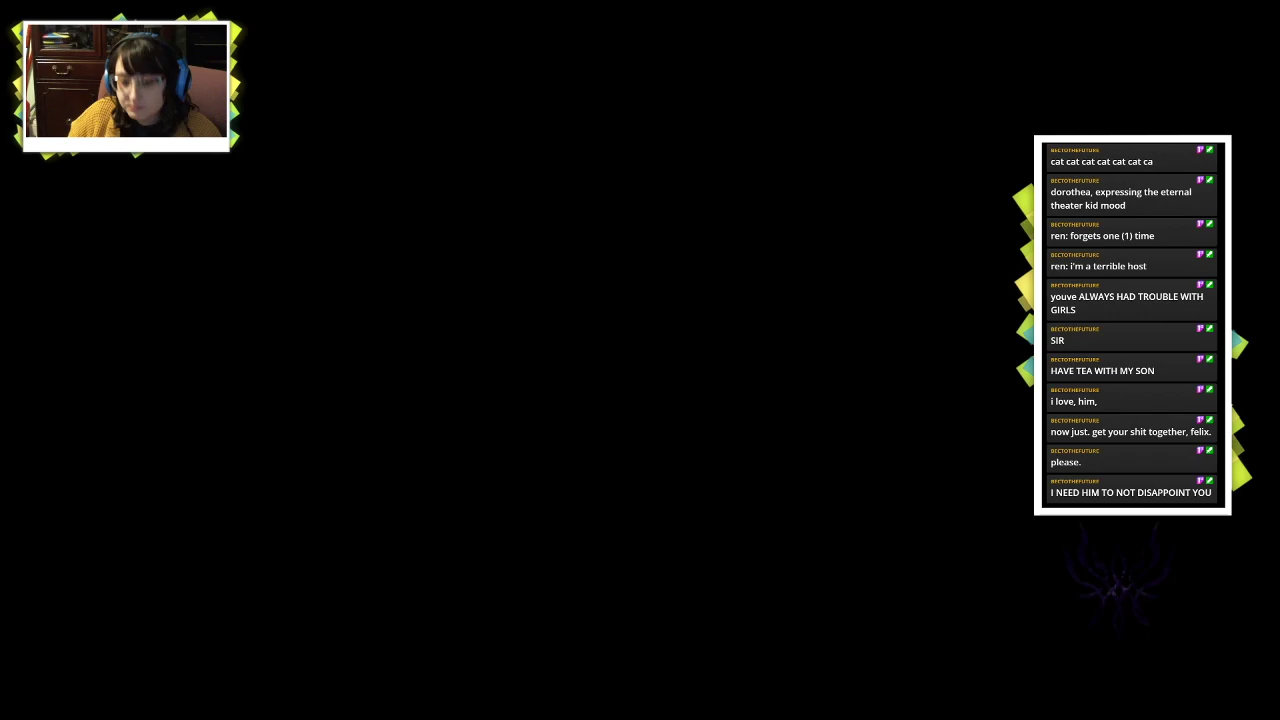 BECTOTHEFUTURE
cat cat cat cat cat cat ca
BECTOTHEFUTURE
dorothea, expressing the eternal
theater kid mood
BECTOTHEFUTURE
ren: forgets one (1) time
BECTOTHEFUTURE
ren: i'm a terrible host
BECTOTHEFUTURE
youve ALWAYS HAD TROUBLE WITH
GIRLS
BECTOTHEFUTURE
SIR
BECTOTHEFUTURE
HAVE TEA WITH MY SON
BECTOTHEFUTURE
i love, him,
BECTOTHEFUTURE
now just. get your shit together, felix.
BECTOTHEFUTURE
please.
BECTOTHEFUTURE
I NEED HIM TO NOT DISAPPOINT YOU